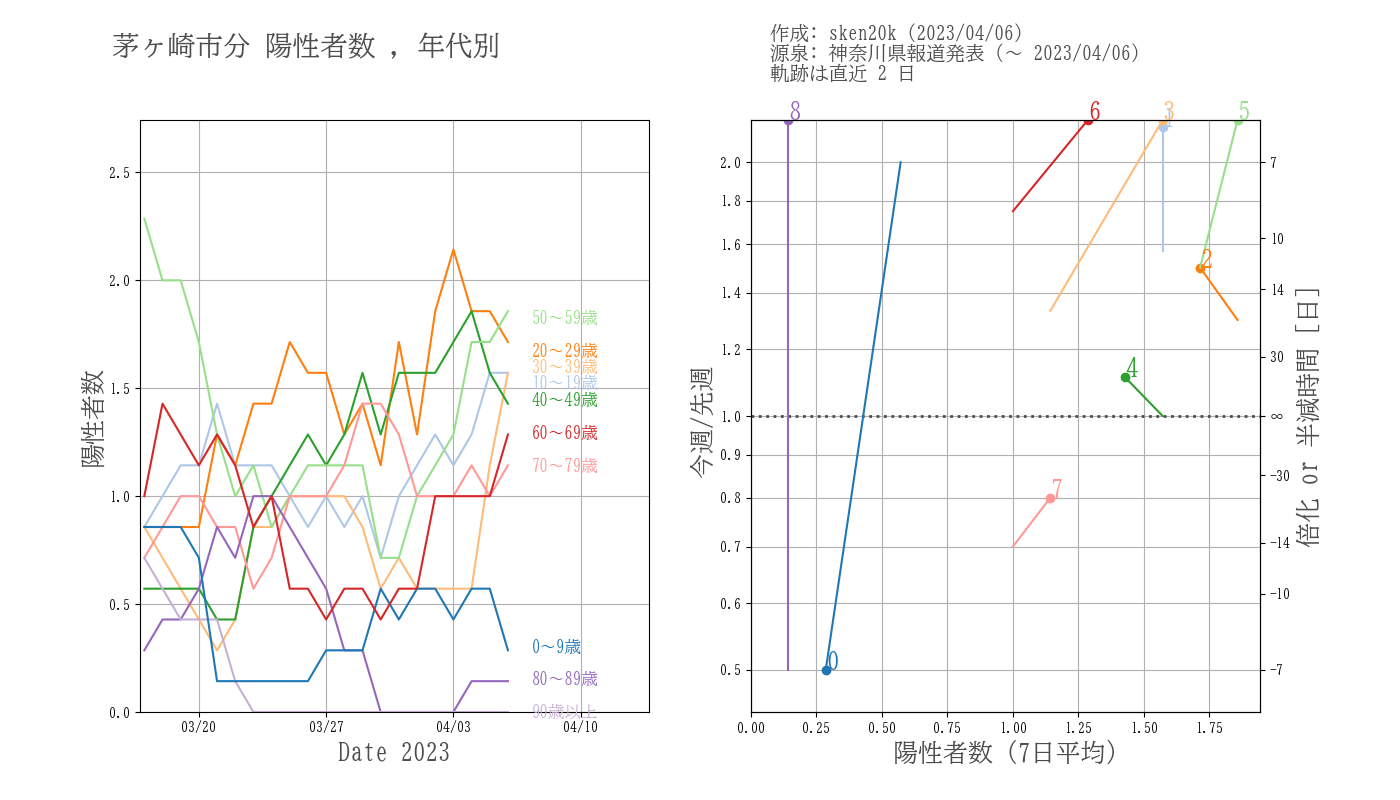 茅ヶ崎市分 陽性者数 , 年代別
作成: sken20k (2023/04/06)
源泉: 神奈川県報道発表 (～ 2023/04/06)
軌跡は直近 2 日
陽性者数
2.5
2.0
1.5
1.0
0.5
0.0
50～59歳
20～29歳
30～39歳
10～19歳
40～49歳
60～69歳
70～79歳
0～9歳
80～89歳
90歳以上
03/20
03/27
04/03
04/10
Date 2023
今週/先週
2.0
1.8
1.6
1.4
1.2
1.0
0.9
0.8
0.7
0.6
0.5
8
6
3
1
5
2
4
7
0
7
10
14
30
∞
−30
−14
−10
−7
倍化 or 半減時間 [日]
0.00
0.25
0.50
0.75
1.00
1.25
1.50
1.75
陽性者数 (7日平均)